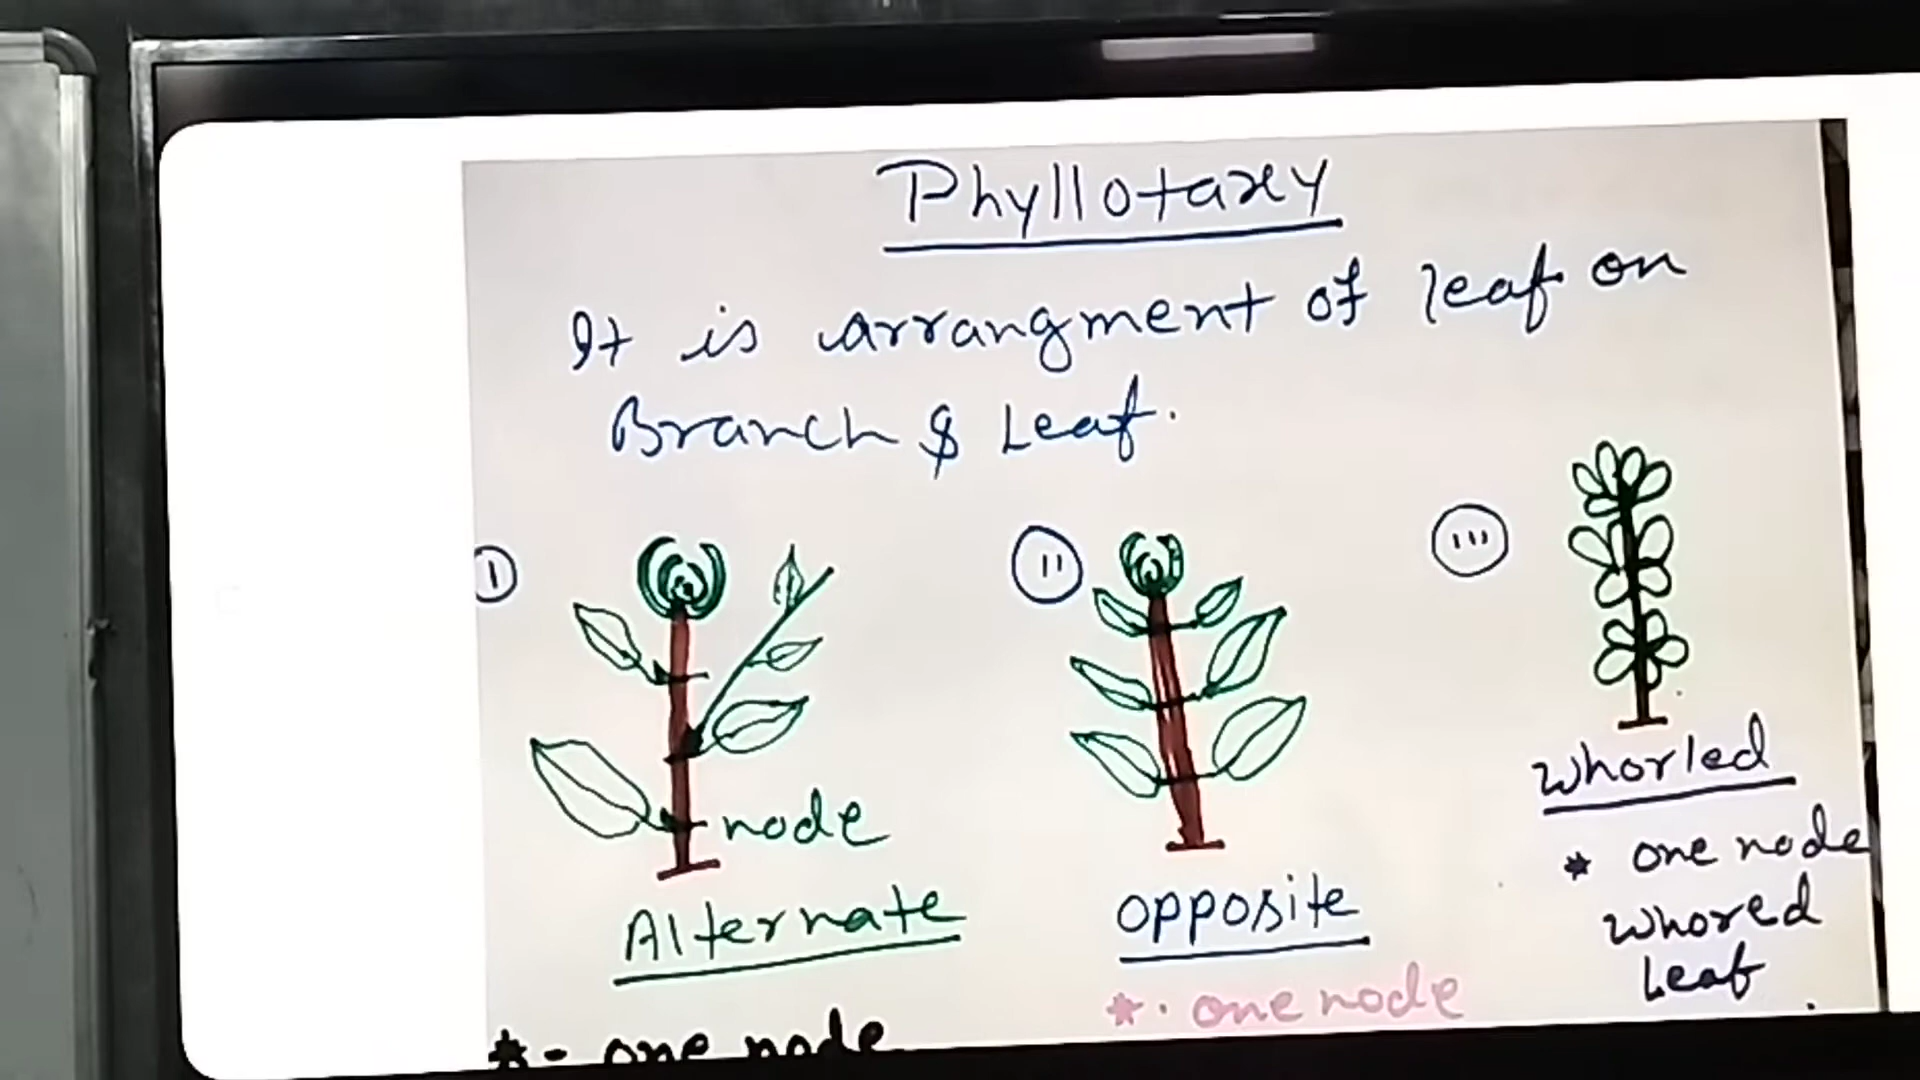 Phyllotaxy
It is arrangment of leaf on
Branch & Leaf.
I
II
III
node
Alternate
opposite
whorled
* one node
whored
Leaf
*. one node
*- one node